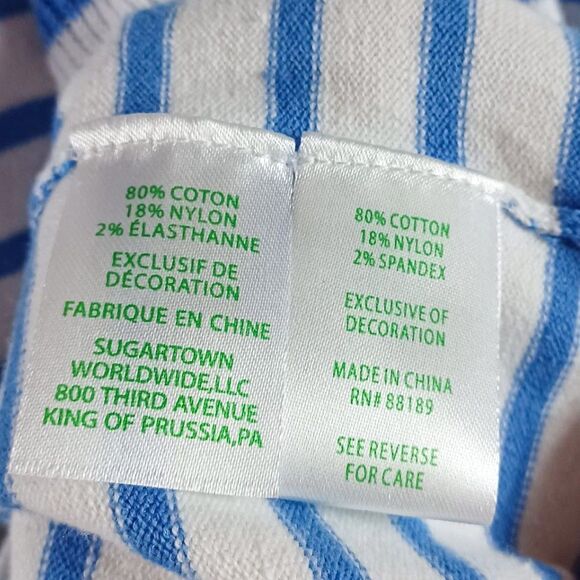 80% COTON
18% NYLON
2% ÉLASTHANNE
EXCLUSIF DE
DÉCORATION
FABRIQUE EN CHINE
SUGARTOWN
WORLDWIDE,LLC
800 THIRD AVENUE
KING OF PRUSSIA,PA
80% COTTON
18% NYLON
2% SPANDEX
EXCLUSIVE OF
DECORATION
MADE IN CHINA
RN# 88189
SEE REVERSE
FOR CARE